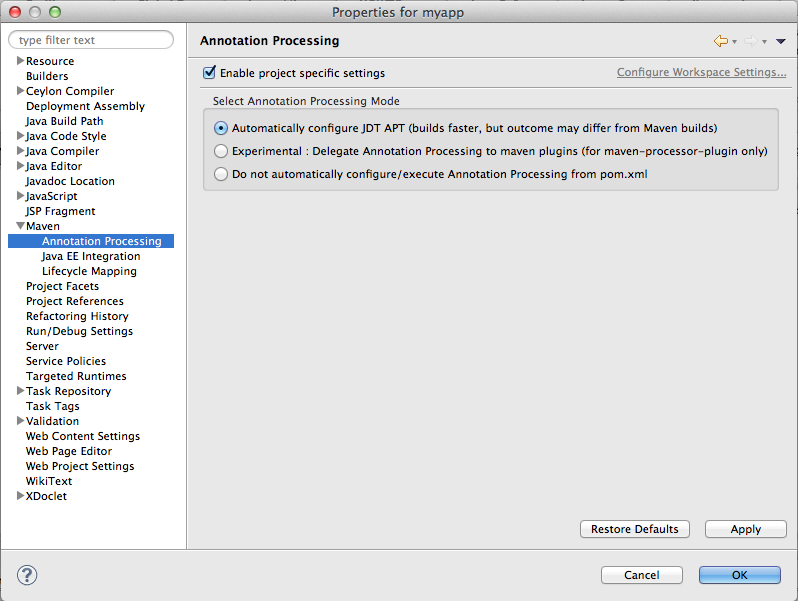 Properties for myapp
type filter text
Resource
Builders
Ceylon Compiler
Deployment Assembly
Java Build Path
Java Code Style
Java Compiler
Java Editor
Javadoc Location
JavaScript
JSP Fragment
Maven
Annotation Processing
Java EE Integration
Lifecycle Mapping
Project Facets
Project References
Refactoring History
Run/Debug Settings
Server
Service Policies
Targeted Runtimes
Task Repository
Task Tags
Validation
Web Content Settings
Web Page Editor
Web Project Settings
WikiText
XDoclet
Annotation Processing
Enable project specific settings
Configure Workspace Settings...
Select Annotation Processing Mode
Automatically configure JDT APT (builds faster, but outcome may differ from Maven builds)
Experimental : Delegate Annotation Processing to maven plugins (for maven-processor-plugin only)
Do not automatically configure/execute Annotation Processing from pom.xml
Restore Defaults
Apply
?
Cancel
OK